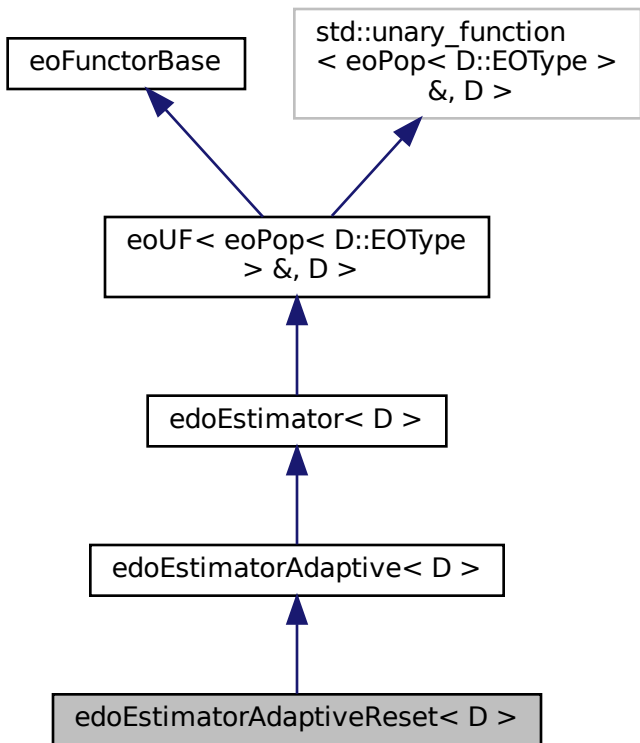 std::unary_function
< eoPop< D::EOType >
&, D >
eoFunctorBase
eoUF< eoPop< D::EOType
> &, D >
edoEstimator< D >
edoEstimatorAdaptive< D >
edoEstimatorAdaptiveReset< D >